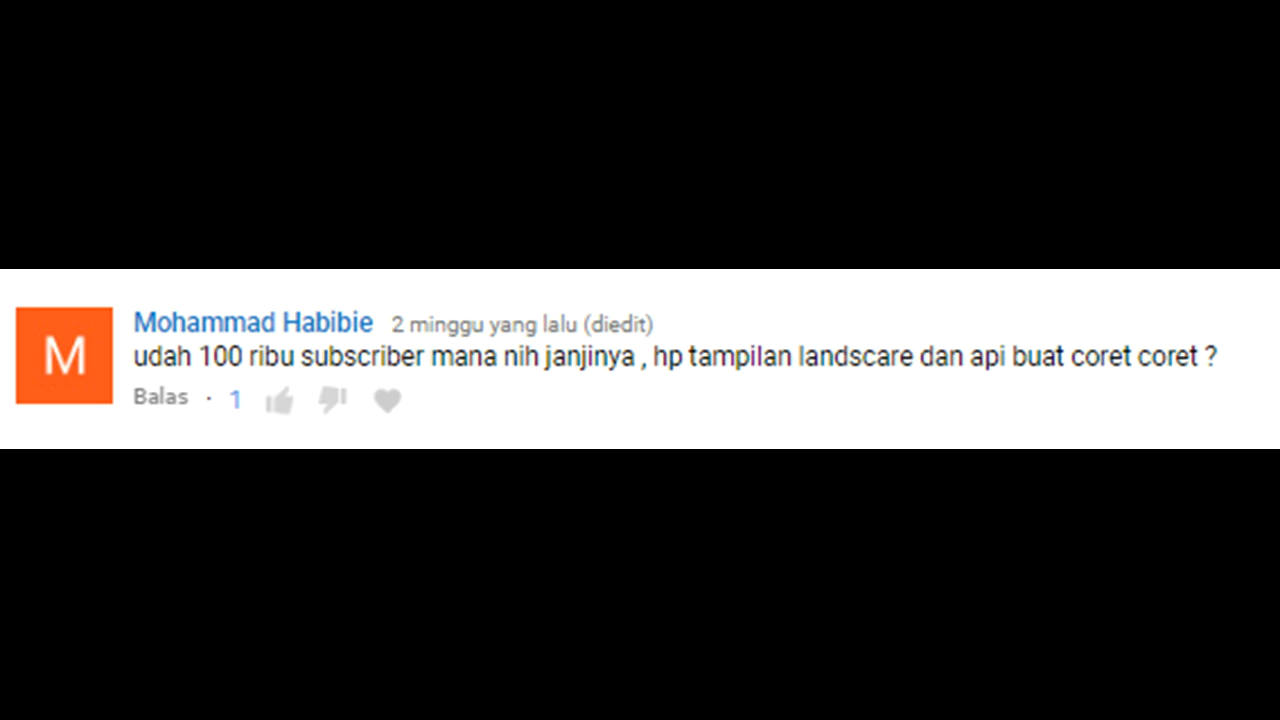 M
Mohammad Habibie 2 minggu yang lalu (diedit)
udah 100 ribu subscriber mana nih janjinya , hp tampilan landscare dan api buat coret coret ?
Balas · 1